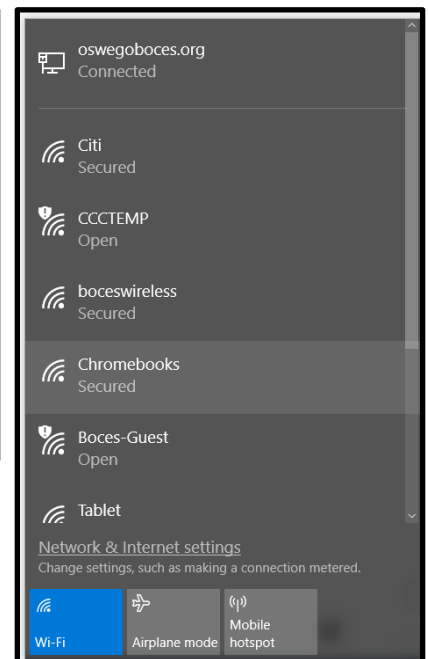 oswegoboces.org
Connected
Citi
Secured
CCCTEMP
Open
boceswireless
Secured
Chromebooks
Secured
Boces-Guest
Open
Tablet
Network & Internet settings
Change settings, such as making a connection metered.
Wi-Fi
Airplane mode
Mobile
hotspot